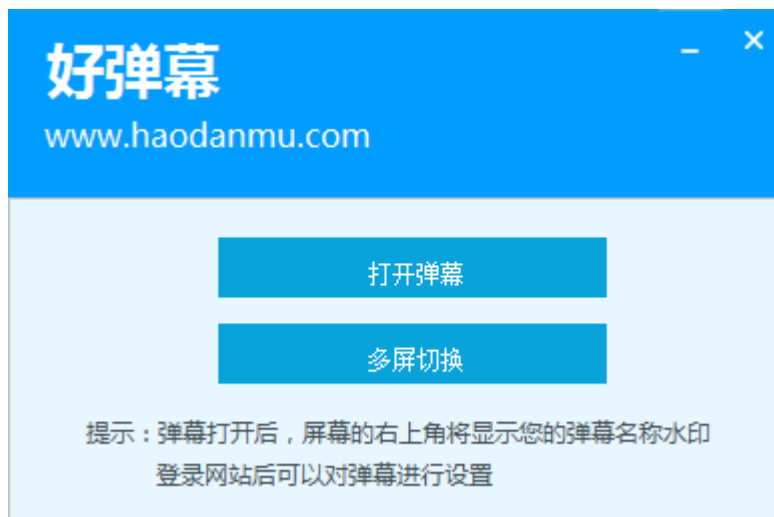 好弹幕
www.haodanmu.com
打开弹幕
多屏切换
提示：弹幕打开后，屏幕的右上角将显示您的弹幕名称水印
登录网站后可以对弹幕进行设置